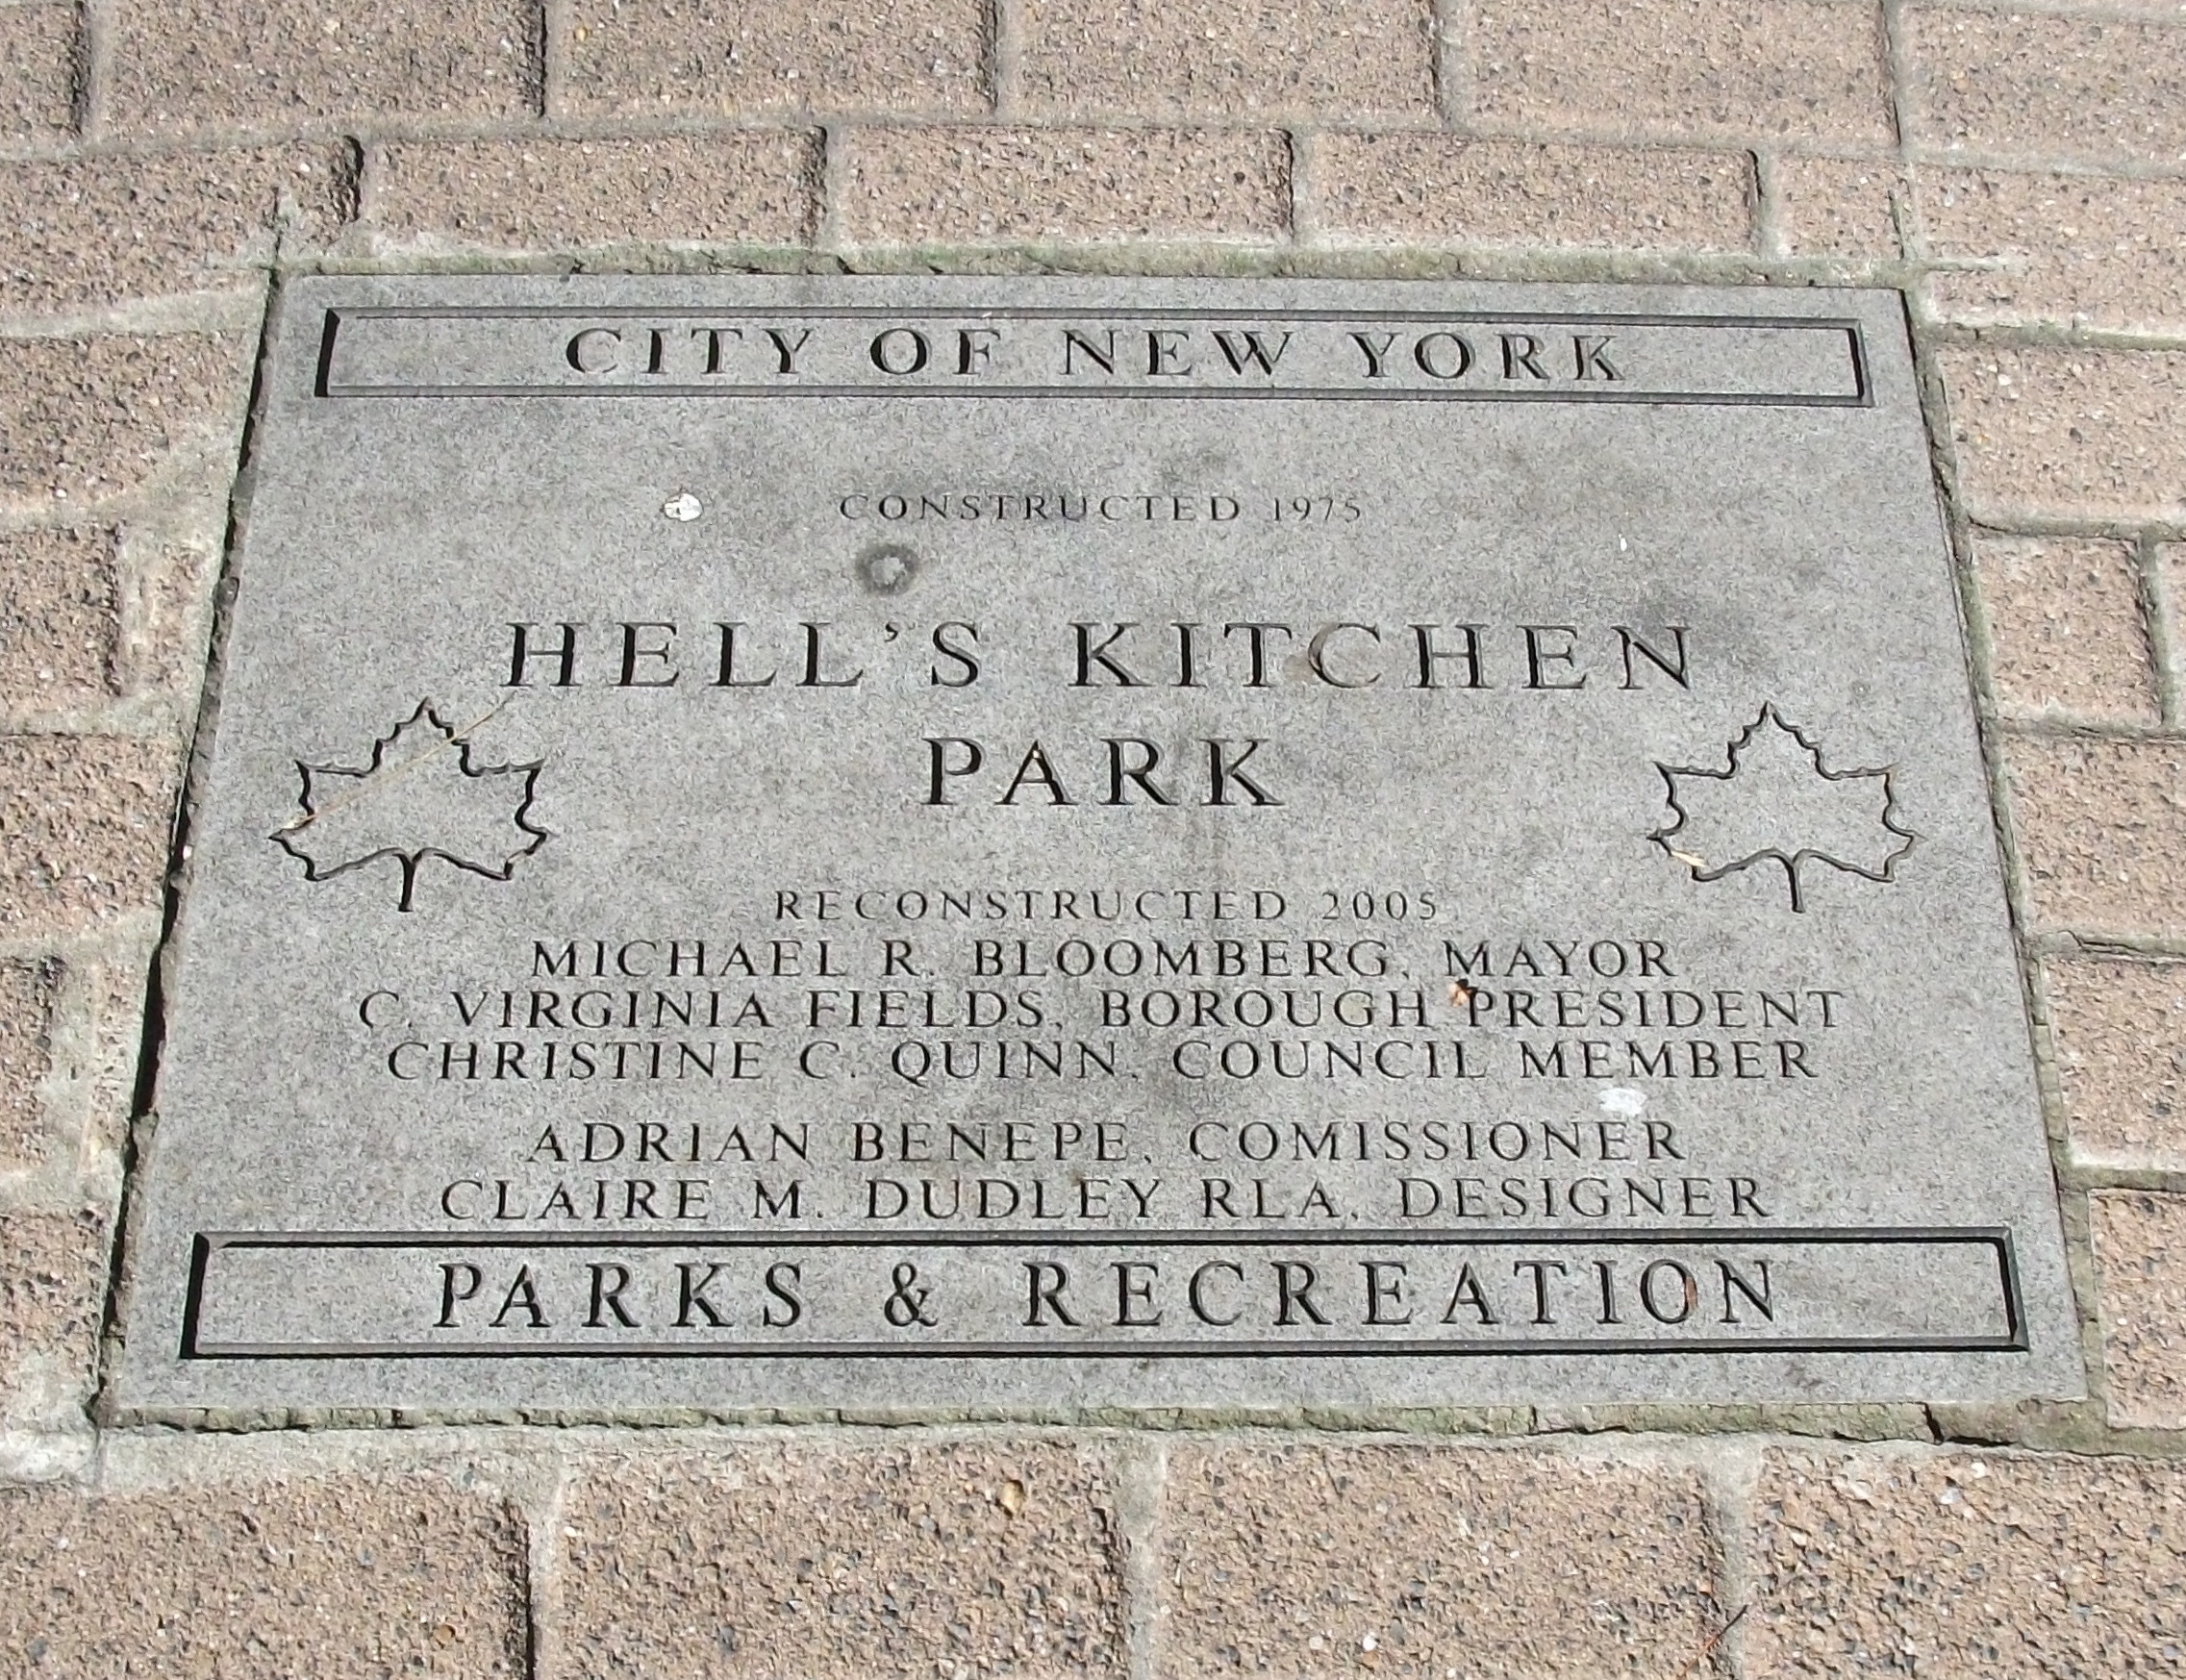 CITY OF NEW YORK
CONSTRUCTED 1975
HELL'S KITCHEN
PARK
RECONSTRUCTED 2005
MICHAEL R. BLOOMBERG, MAYOR
C. VIRGINIA FIELDS, BOROUGH PRESIDENT
CHRISTINE C. QUINN, COUNCIL MEMBER
ADRIAN BENEPE, COMISSIONER
CLAIRE M. DUDLEY RLA, DESIGNER
PARKS & RECREATION